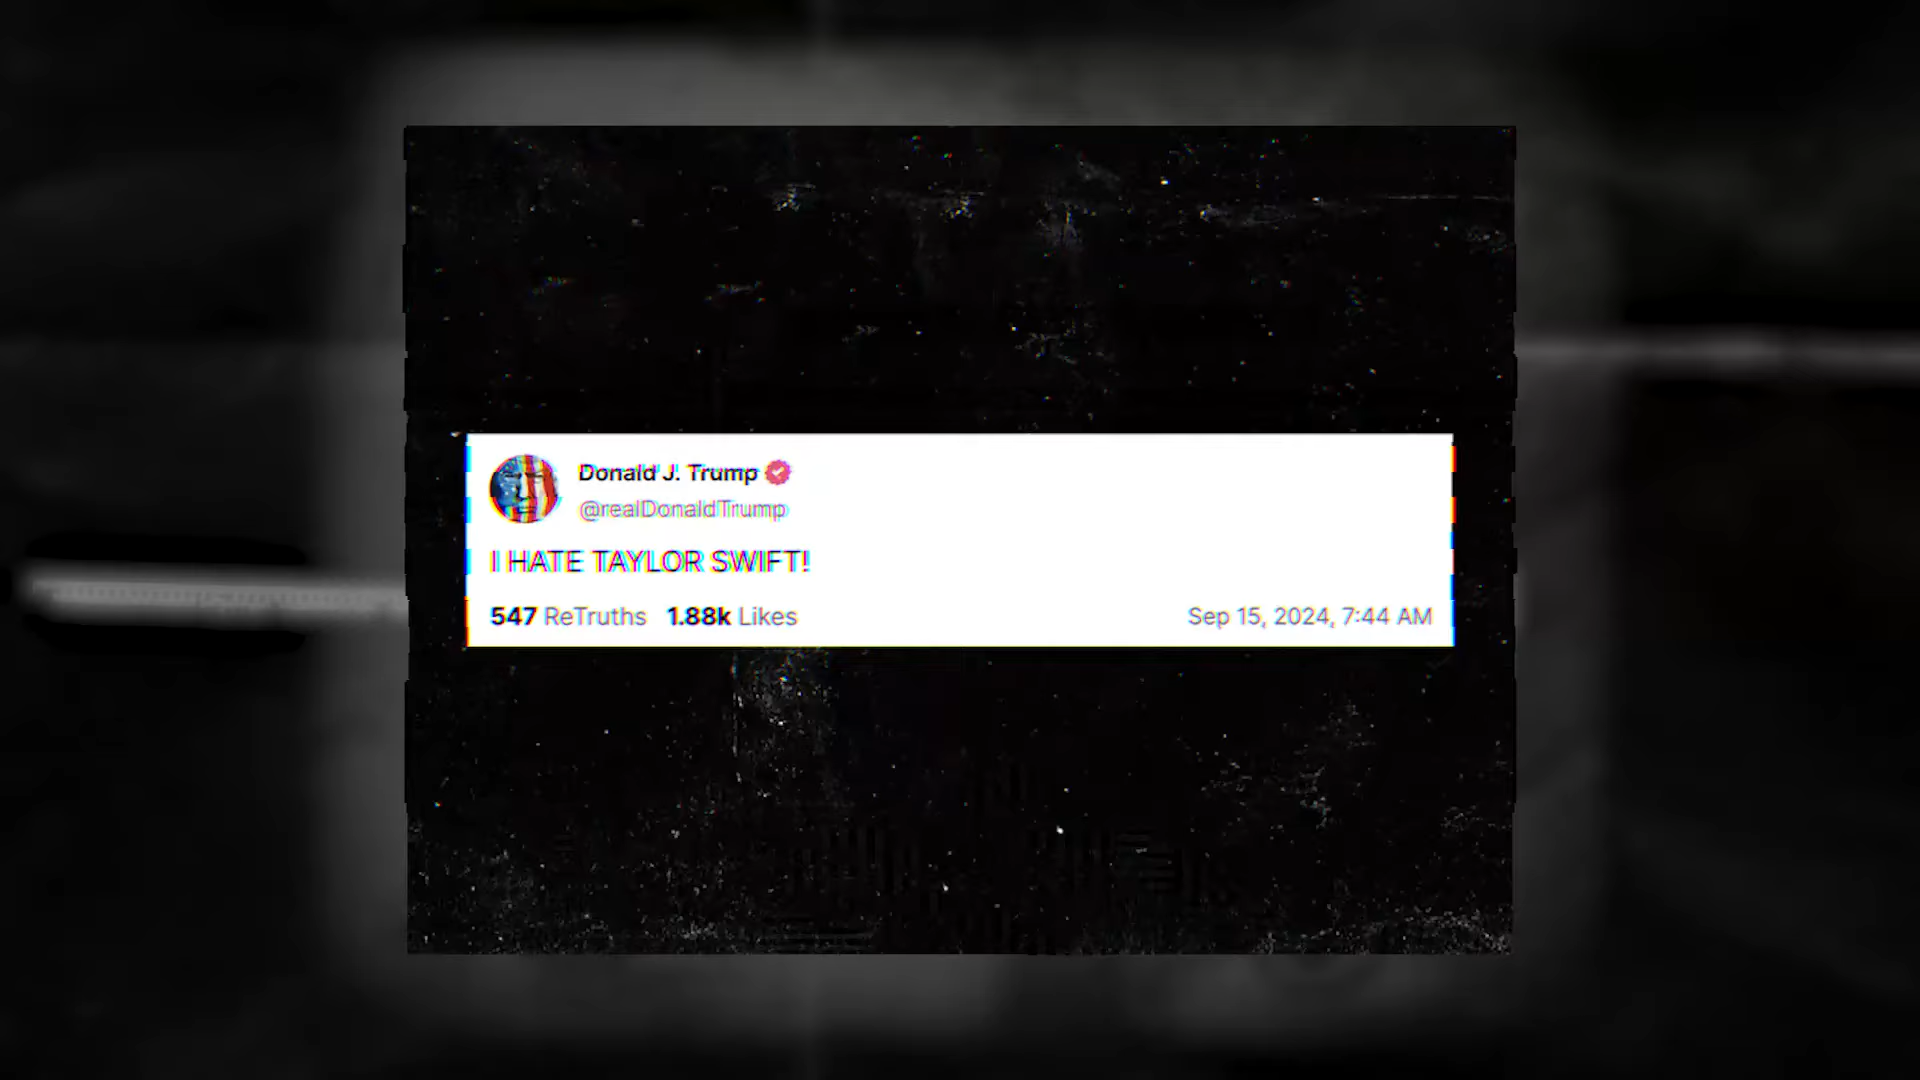 Donald J. Trump
@realDonaldTrump
I HATE TAYLOR SWIFT!
547 ReTruths 1.88k Likes Sep 15, 2024, 7:44 AM